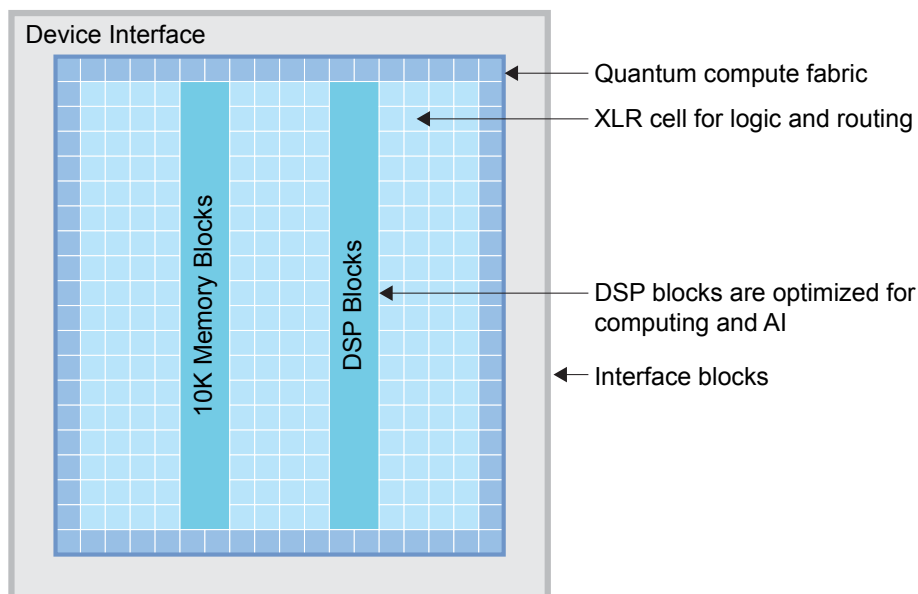 Device Interface
Quantum compute fabric
XLR cell for logic and routing
10K Memory Blocks
DSP Blocks
DSP blocks are optimized for
computing and AI
Interface blocks